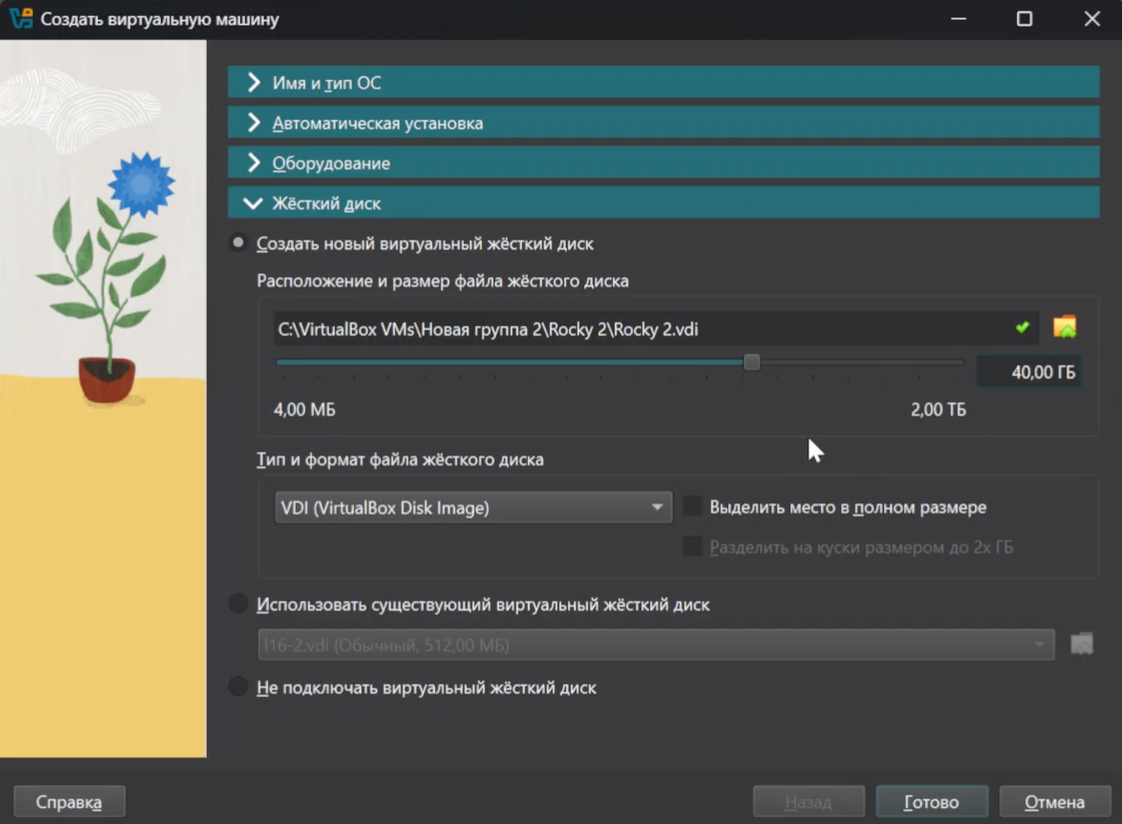 Создать виртуальную машину
Имя и тип ОС
Автоматическая установка
Оборудование
Жёсткий диск
Создать новый виртуальный жёсткий диск
Расположение и размер файла жёсткого диска
C:\VirtualBox VMs\Новая группа 2\Rocky 2\Rocky 2.vdi
40,00 ГБ
4,00 МБ 2,00 ТБ
Тип и формат файла жёсткого диска
VDI (VirtualBox Disk Image) Выделить место в полном размере
Разделить на куски размером до 2х ГБ
Использовать существующий виртуальный жёсткий диск
l16-2.vdi (Обычный, 512,00 МБ)
Не подключать виртуальный жёсткий диск
Справка Назад Готово Отмена